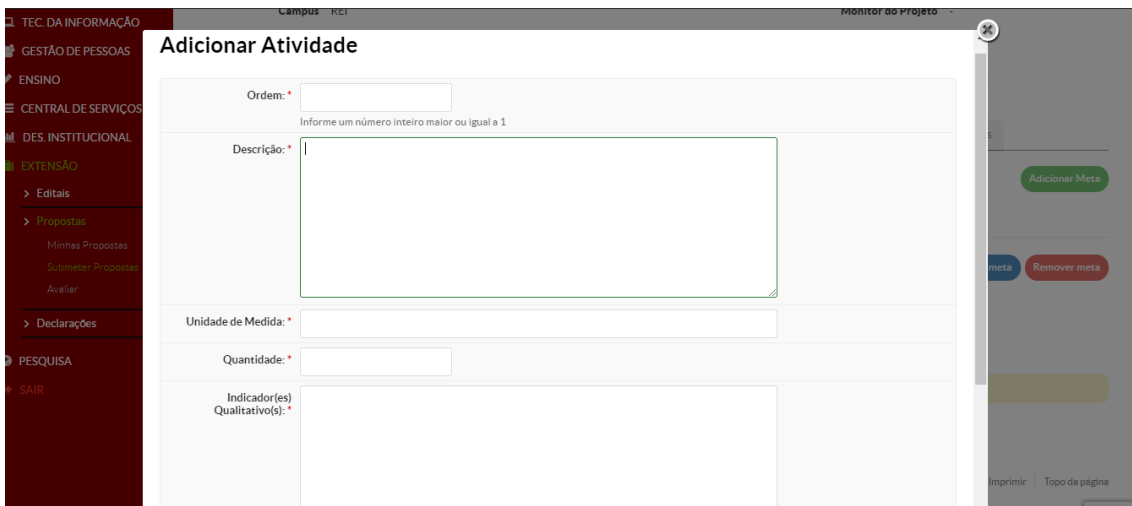 Campus REI
Monitor do Projeto -
TEC. DA INFORMAÇÃO
GESTÃO DE PESSOAS
ENSINO
CENTRAL DE SERVIÇOS
DES. INSTITUCIONAL
EXTENSÃO
> Editais
> Propostas
Minhas Propostas
Submeter Propostas
Avaliar
> Declarações
PESQUISA
SAIR
Adicionar Atividade
Ordem: *
Informe um número inteiro maior ou igual a 1
Descrição: *
Unidade de Medida: *
Quantidade: *
Indicador(es)
Qualitativo(s): *
s
Adicionar Meta
meta
Remover meta
Imprimir
Topo da página